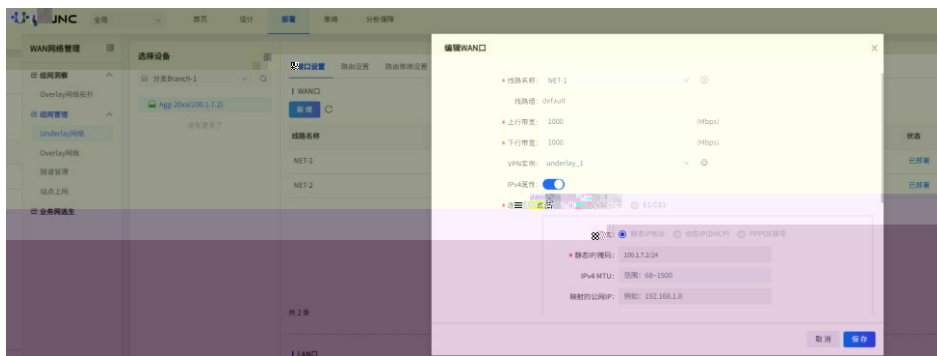 JNC 全局 首页 设计 部署 策略 分析保障
WAN网络管理
组网洞察
Overlay网络拓扑
组网管理
Underlay网络
Overlay网络
隧道管理
站点上网
业务网逃生
选择设备
分支Branch-1
Agg-20xa(100.1.7.2)
没有更多了
口设置 路由设置 路由策略设置
WAN口
新增
线路名称
NET-1
NET-2
共 2 条
LAN口
状态
已部署
已部署
编辑WAN口
* 线路名称: NET-1
线路组: default
* 上行带宽: 1000 (Mbps)
* 下行带宽: 1000 (Mbps)
VPN实例: underlay_1
IPv4属性:
E1/CE1
静态IP地址 动态IP(DHCP) PPPOE拨号
* 静态IP/掩码: 100.1.7.2/24
IPv4 MTU: 范围: 68~1500
映射的公网IP: 例如: 192.168.1.0
取消 保存